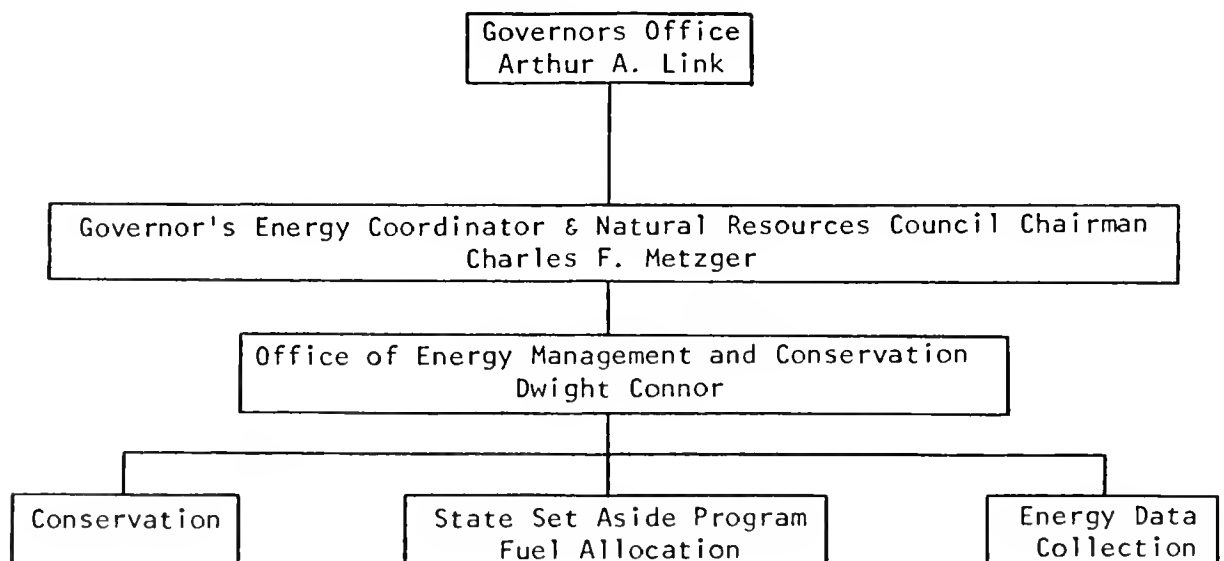 Governors Office
Arthur A. Link
Governor's Energy Coordinator & Natural Resources Council Chairman
Charles F. Metzger
Office of Energy Management and Conservation
Dwight Connor
Conservation
State Set Aside Program
Fuel Allocation
Energy Data
Collection